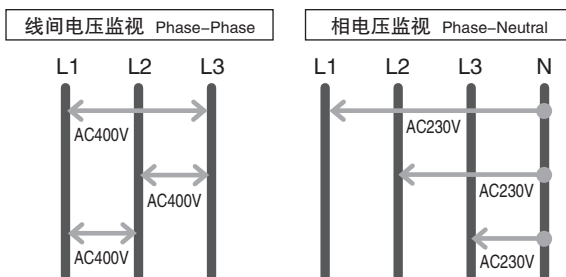 线间电压监视 Phase–Phase
L1 L2 L3
AC400V
AC400V
AC400V
相电压监视 Phase–Neutral
L1 L2 L3 N
AC230V
AC230V
AC230V